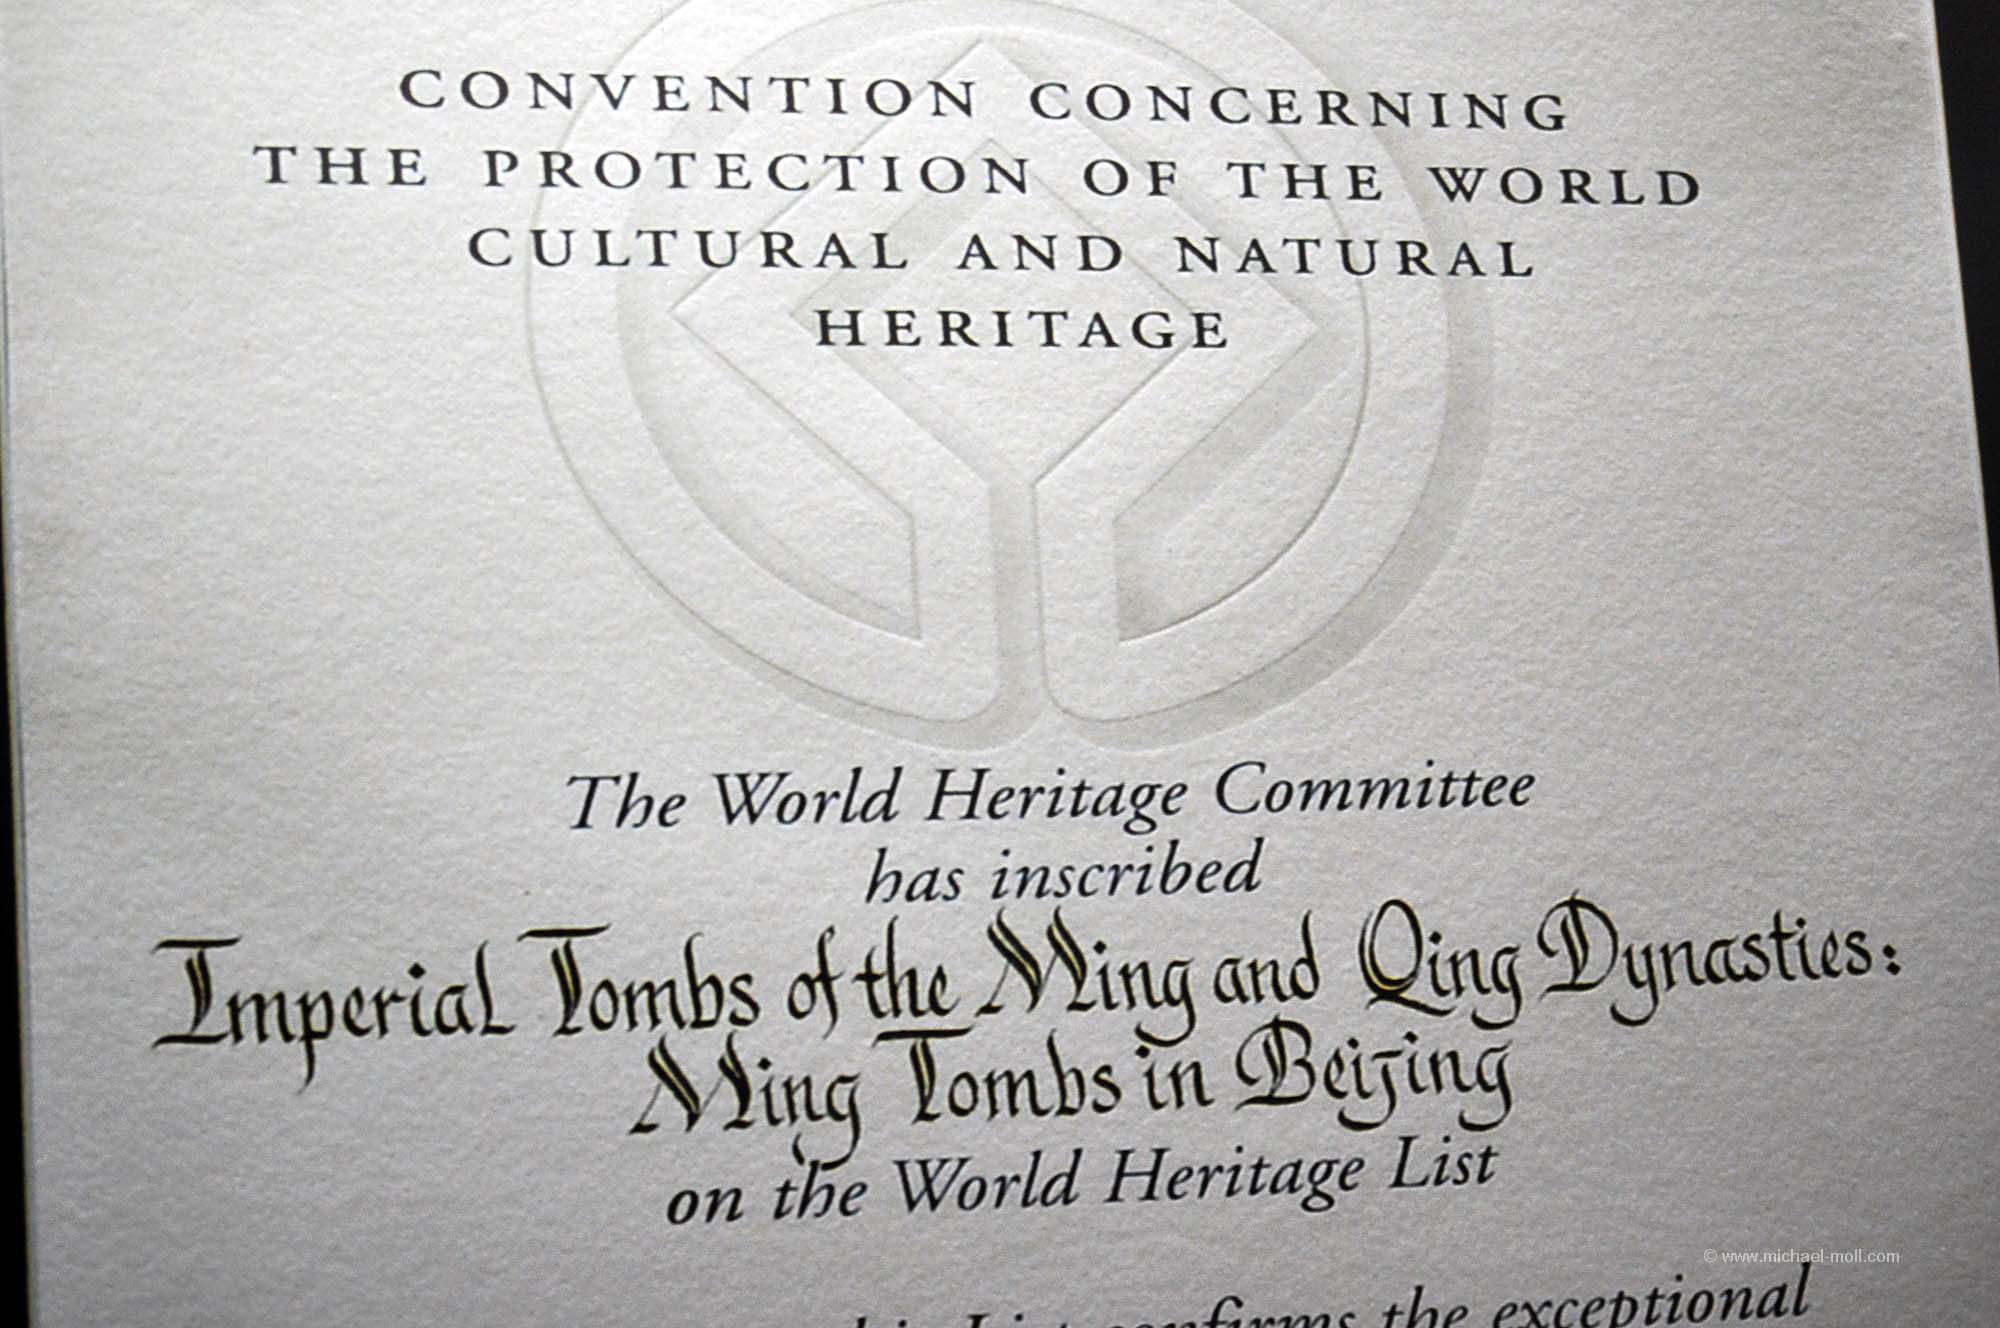 CONVENTION CONCERNING
THE PROTECTION OF THE WORLD
CULTURAL AND NATURAL
HERITAGE
The World Heritage Committee
has inscribed
Imperial Tombs of the Ming and Qing Dynasties:
Ming Tombs in Beijing
on the World Heritage List
© www.michael-moll.com
List confirms the exceptional